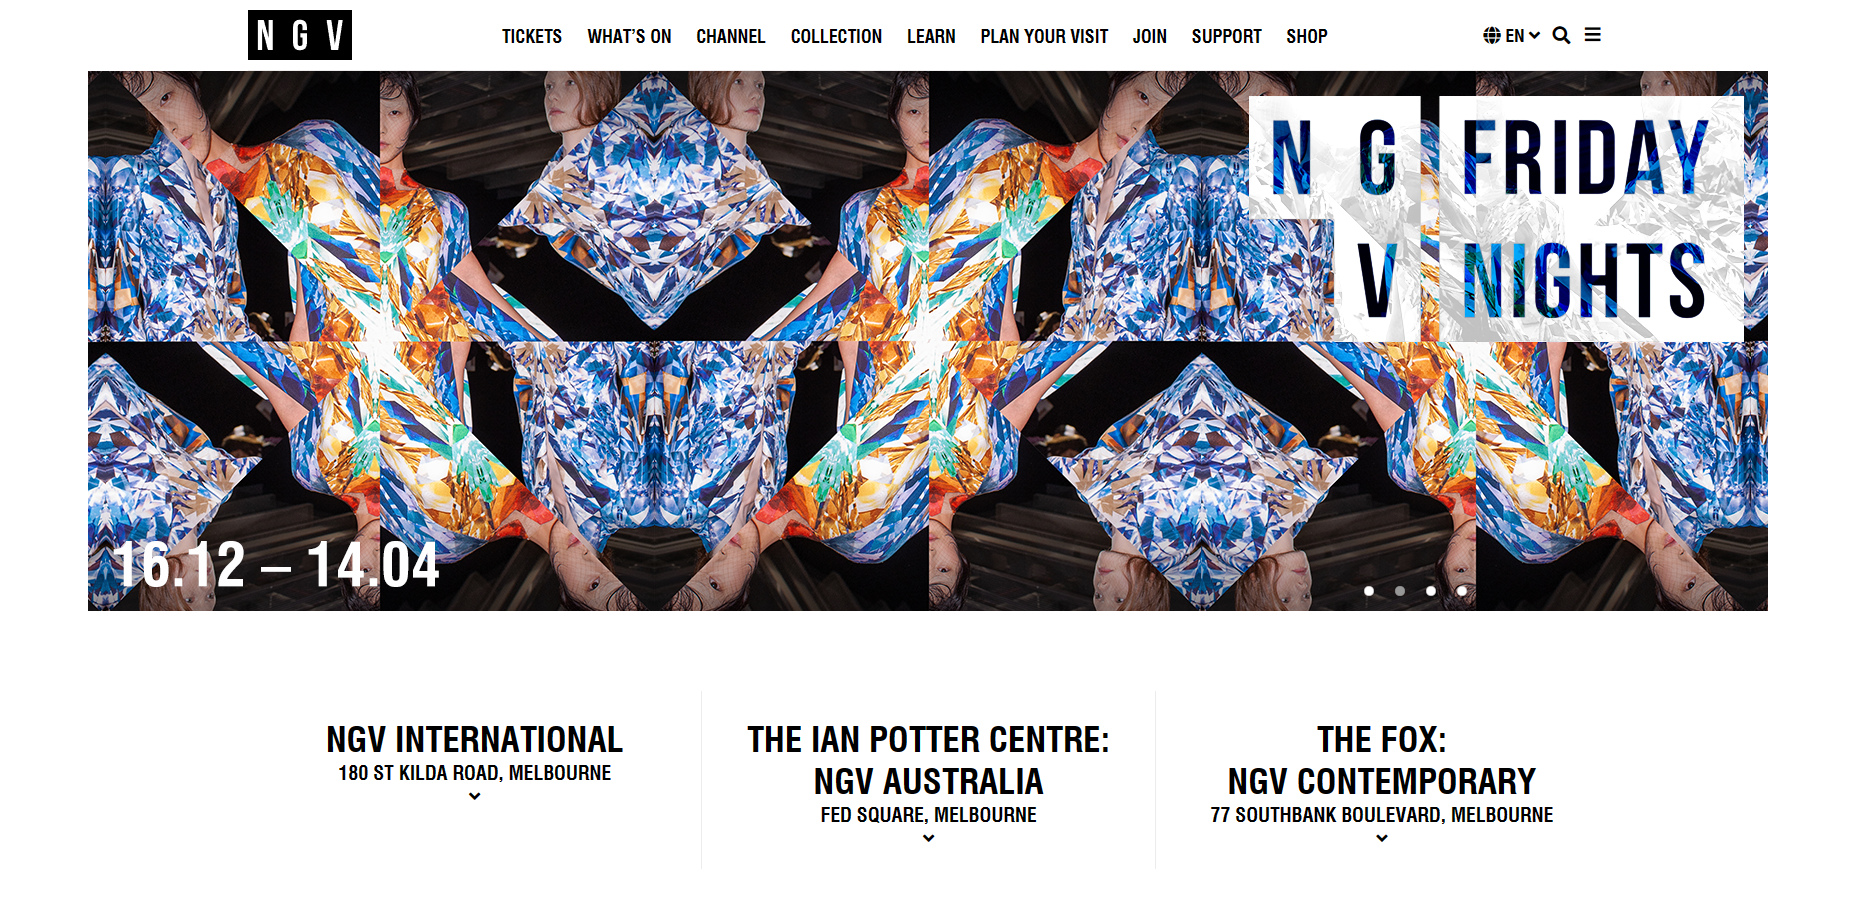 NGV
TICKETS WHAT'S ON CHANNEL COLLECTION LEARN PLAN YOUR VISIT JOIN SUPPORT SHOP
EN
N G FRIDAY
V NIGHTS
16.12 – 14.04
NGV INTERNATIONAL
180 ST KILDA ROAD, MELBOURNE
THE IAN POTTER CENTRE:
NGV AUSTRALIA
FED SQUARE, MELBOURNE
THE FOX:
NGV CONTEMPORARY
77 SOUTHBANK BOULEVARD, MELBOURNE